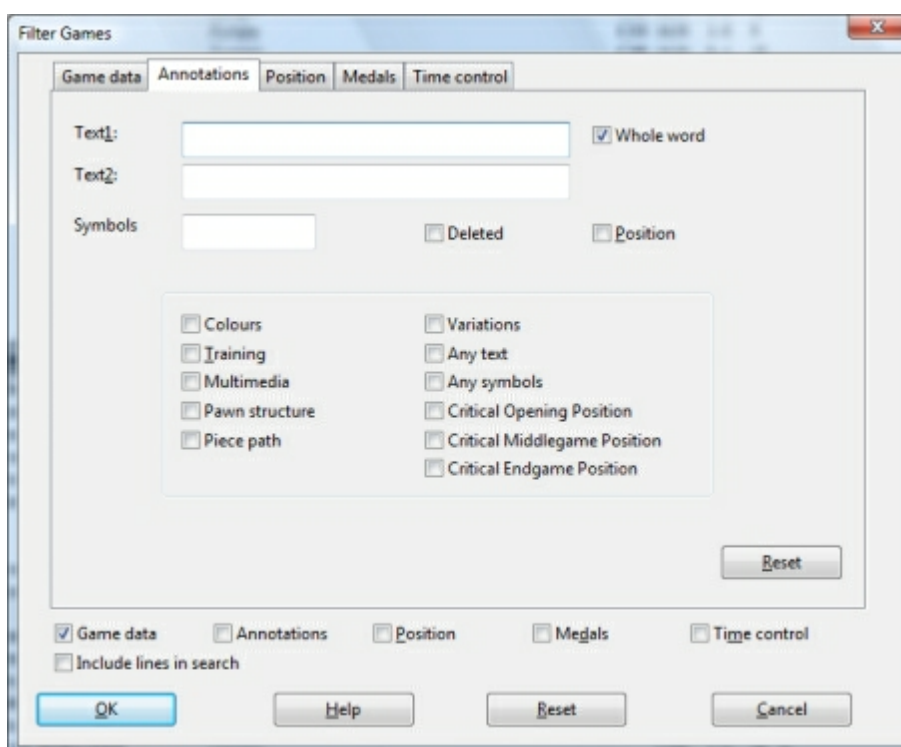 Filter Games
Game data Annotations Position Medals Time control
Text1: Whole word
Text2:
Symbols Deleted Position
Colours Variations
Training Any text
Multimedia Any symbols
Pawn structure Critical Opening Position
Piece path Critical Middlegame Position
Critical Endgame Position
Reset
Game data Annotations Position Medals Time control
Include lines in search
OK Help Reset Cancel